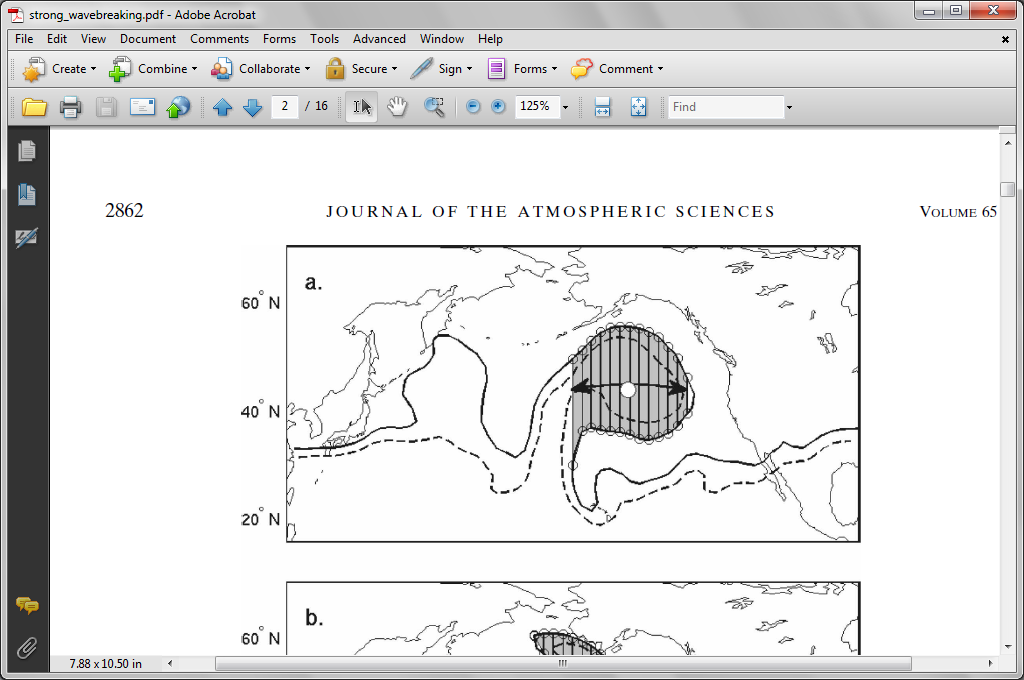 strong_wavebreaking.pdf - Adobe Acrobat
File Edit View Document Comments Forms Tools Advanced Window Help
Create Combine Collaborate Secure Sign Forms Comment
2 / 16 125% Find
2862 JOURNAL OF THE ATMOSPHERIC SCIENCES VOLUME 65
a.
60° N
40° N
20° N
b.
60° N
7.88 x 10.50 in